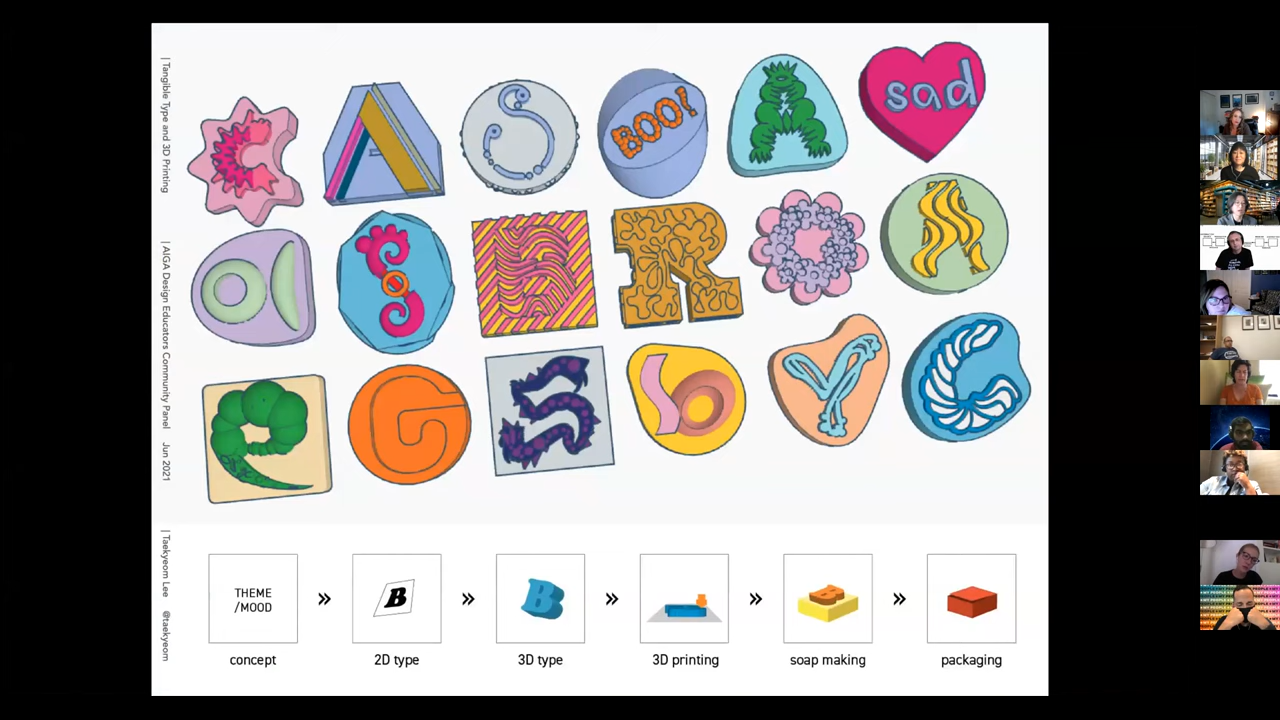 | Tangible Type and 3D Printing
| AIGA Design Educators Community Panel Jun 2021
| Taekyeom Lee @taekyeom
BOO!
sad
R
G
THEME
/MOOD
B
B
B
concept
2D type
3D type
3D printing
soap making
packaging